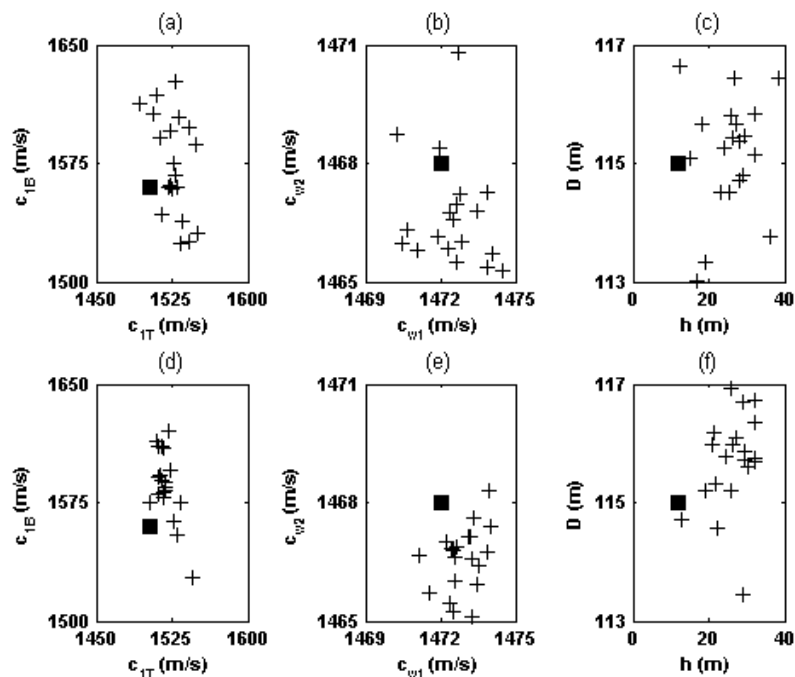 (a) (b) (c)
1650 1471 117
c1B (m/s) cw2 (m/s) D (m)
1575 1468 115
1500 1465 113
1450 1525 1600 1469 1472 1475 0 20 40
c1T (m/s) cw1 (m/s) h (m)
(d) (e) (f)
1650 1471 117
c1B (m/s) cw2 (m/s) D (m)
1575 1468 115
1500 1465 113
1450 1525 1600 1469 1472 1475 0 20 40
c1T (m/s) cw1 (m/s) h (m)